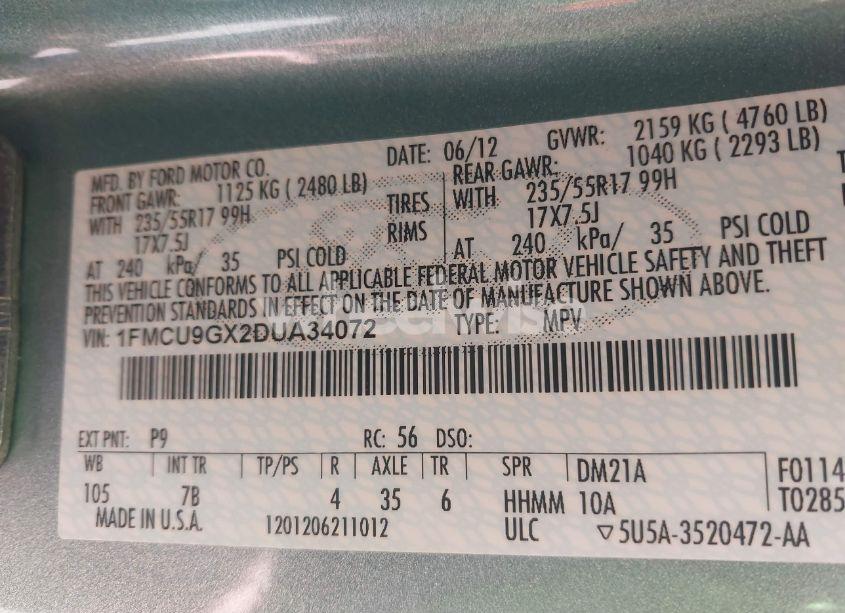 MFD. BY FORD MOTOR CO. DATE: 06/12 GVWR: 2159 KG ( 4760 LB)
FRONT GAWR: 1125 KG ( 2480 LB) REAR GAWR: 1040 KG ( 2293 LB)
WITH 235/55R17 99H TIRES WITH 235/55R17 99H
17X7.5J RIMS 17X7.5J
AT 240 kPa/ 35 PSI COLD AT 240 kPa/ 35 PSI COLD
THIS VEHICLE CONFORMS TO ALL APPLICABLE FEDERAL MOTOR VEHICLE SAFETY AND THEFT
PREVENTION STANDARDS IN EFFECT ON THE DATE OF MANUFACTURE SHOWN ABOVE.
VIN: 1FMCU9GX2DUA34072 TYPE: MPV
EXT PNT: P9 RC: 56 DSO:
WB INT TR TP/PS R AXLE TR SPR DM21A F0114
105 7B 4 35 6 HHMM 10A T0285
MADE IN U.S.A. 1201206211012 ULC ▽5U5A-3520472-AA